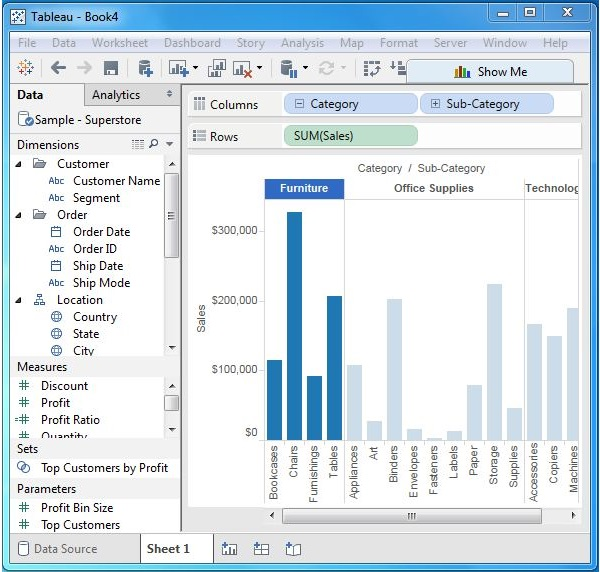 Tableau - Book4
File Data Worksheet Dashboard Story Analysis Map Format Server Window Help
Show Me
Data Analytics
Sample - Superstore
Dimensions
Customer
Abc Customer Name
Abc Segment
Order
Order Date
Abc Order ID
Ship Date
Abc Ship Mode
Location
Country
State
City
Measures
Discount
Profit
Profit Ratio
Quantity
Sets
Top Customers by Profit
Parameters
Profit Bin Size
Top Customers
Columns Category Sub-Category
Rows SUM(Sales)
Category / Sub-Category
Furniture Office Supplies Technolog
Sales
$300,000
$200,000
$100,000
$0
Bookcases
Chairs
Furnishings
Tables
Appliances
Art
Binders
Envelopes
Fasteners
Labels
Paper
Storage
Supplies
Accessories
Copiers
Machines
Data Source Sheet 1